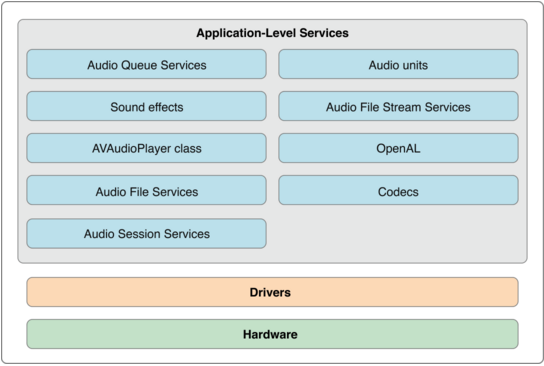 Application-Level Services
Audio Queue Services
Audio units
Sound effects
Audio File Stream Services
AVAudioPlayer class
OpenAL
Audio File Services
Codecs
Audio Session Services
Drivers
Hardware